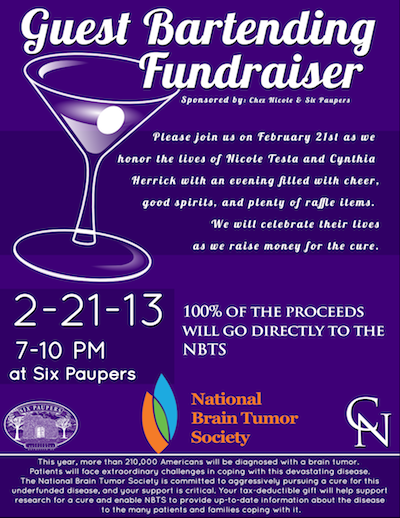 Guest Bartending
Fundraiser
Sponsored by: Chez Nicole & Six Paupers
Please join us on February 21st as we
honor the lives of Nicole Testa and Cynthia
Herrick with an evening filled with cheer,
good spirits, and plenty of raffle items.
We will celebrate their lives
as we raise money for the cure.
2-21-13
7-10 PM
at Six Paupers
100% OF THE PROCEEDS
WILL GO DIRECTLY TO THE
NBTS
SIX PAUPERS
National
Brain Tumor
Society
CN
This year, more than 210,000 Americans will be diagnosed with a brain tumor.
Patients will face extraordinary challenges in coping with this devastating disease.
The National Brain Tumor Society is committed to aggressively pursuing a cure for this
underfunded disease, and your support is critical. Your tax-deductible gift will help support
research for a cure and enable NBTS to provide up-to-date information about the disease
to the many patients and families coping with it.